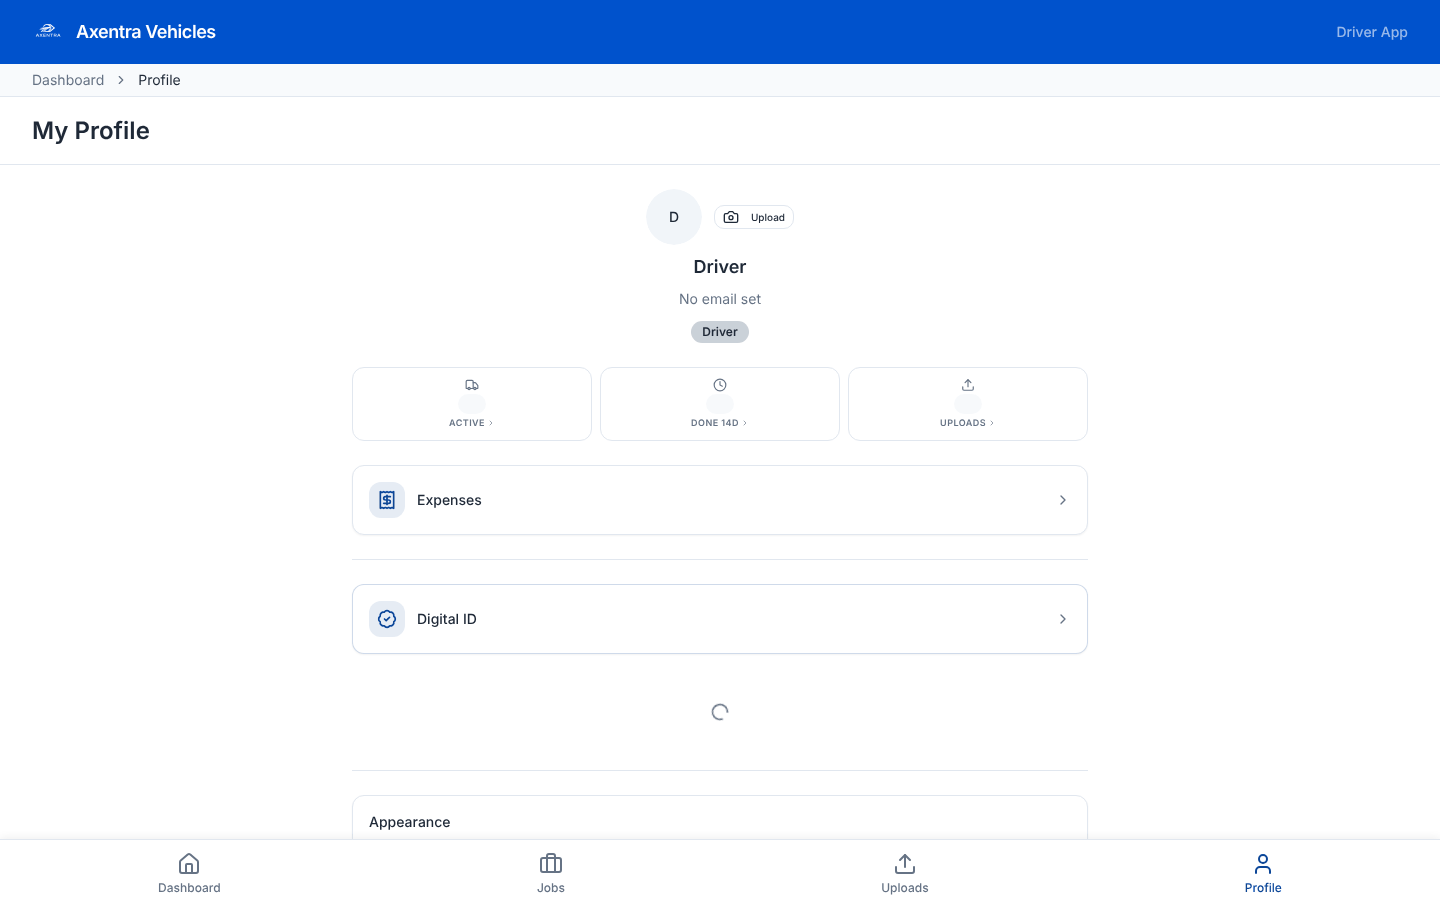 AXENTRA
Axentra Vehicles
Driver App
Dashboard > Profile
My Profile
D
Upload
Driver
No email set
Driver
ACTIVE
DONE 14D
UPLOADS
Expenses
Digital ID
Appearance
Dashboard
Jobs
Uploads
Profile